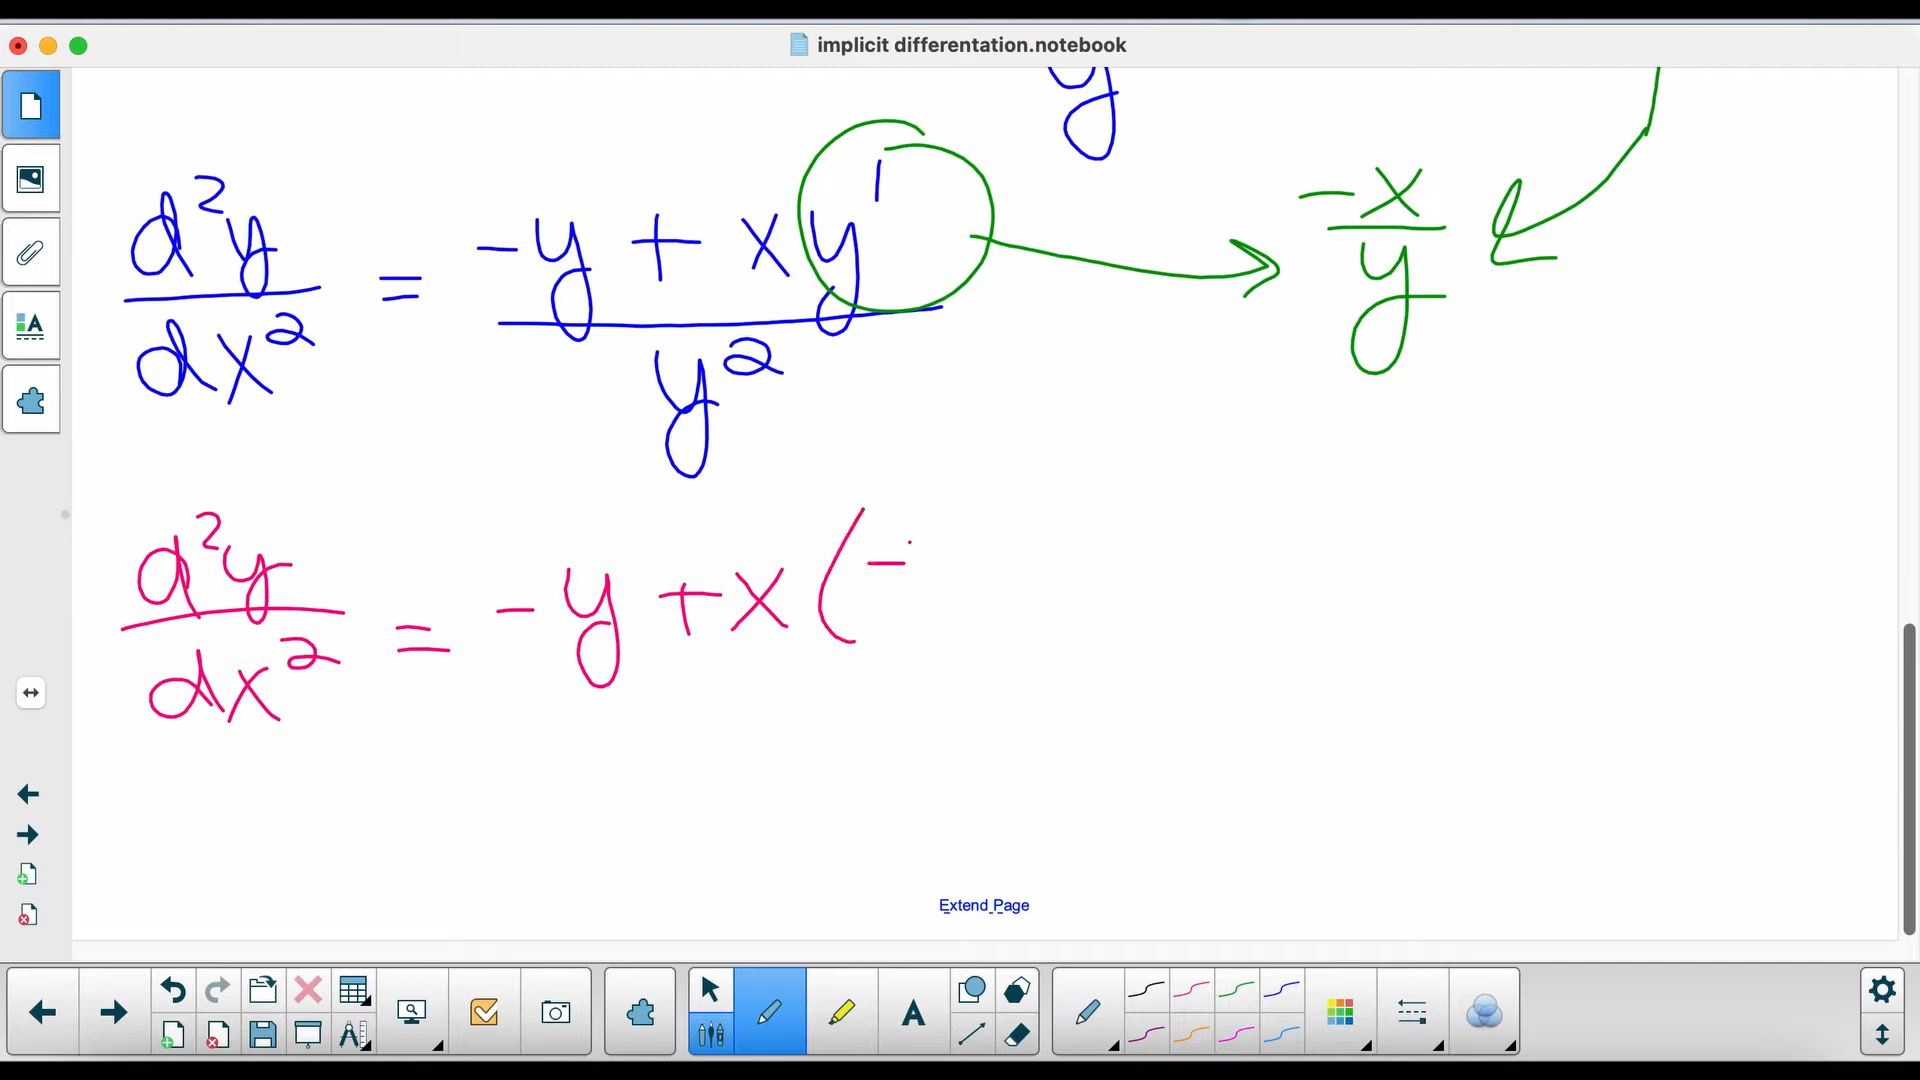 implicit differentation.notebook
y
d²y/dx² = (-y + xy')/y²
-x/y
d²y/dx² = -y + x(-
Extend Page